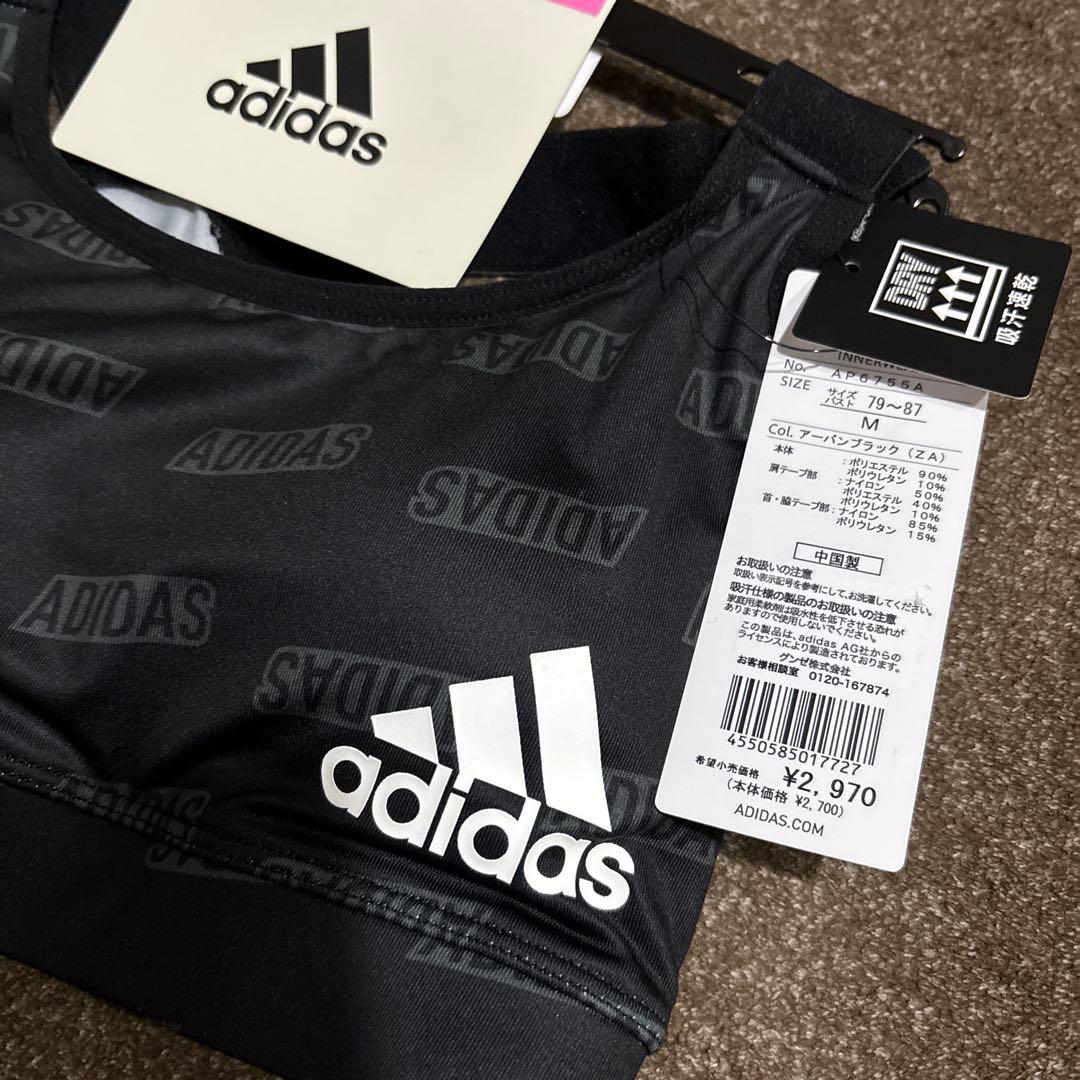 adidas
DRY
吸汗速乾
INNERWEAR
No. AP6755A
SIZE サイズ バスト 79〜87
M
Col. アーバンブラック (ZA)
本体 : ポリエステル 90%
ポリウレタン 10%
肩テープ部 : ナイロン 50%
ポリエステル 40%
ポリウレタン 10%
首・脇テープ部 : ナイロン 85%
ポリウレタン 15%
中国製
お取扱いの注意
取扱い表示記号を参考にして、お洗濯してください。
吸汗仕様の製品のお取扱いの注意
家庭用柔軟剤は吸水性を低下させる恐れが
ありますので使用しないでください。
この製品は、adidas AG社からの
ライセンスにより製造されております。
グンゼ株式会社
お客様相談室 0120-167874
4550585017727
希望小売価格 ¥2,970
(本体価格 ¥2,700)
ADIDAS.COM
ADIDAS
ADIDAS
ADIDAS
ADIDAS
ADIDAS
ADIDAS
ADIDAS
adidas